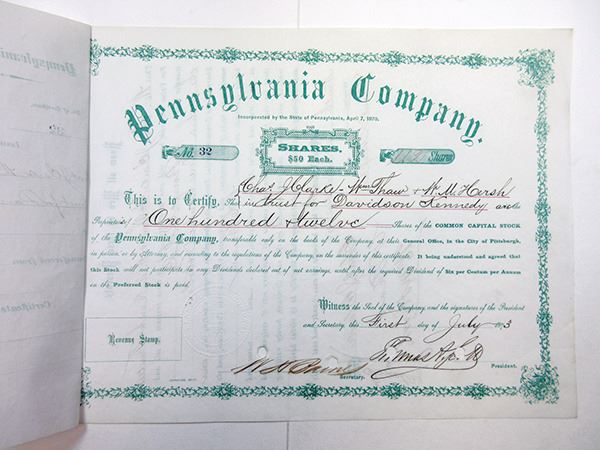 Pennsylvania Company.
Incorporated by the State of Pennsylvania, April 7, 1870.
No. 32
SHARES.
$50 Each.
112 Shares
Chas. J. Clarke - Wm Thaw & W. M. Hersh
This is to Certify, Th in trust for Davidson Kennedy are the
Proprietor of One hundred & twelve Shares of the COMMON CAPITAL STOCK
of the Pennsylvania Company, transferable only on the books of the Company, at their General Office, in the City of Pittsburgh,
in person, or by Attorney, and according to the regulations of the Company, on the surrender of this certificate. It being understood and agreed that
this Stock will not participate in any Dividends declared out of net earnings, until after the required Dividend of Six per Centum per Annum
on the Preferred Stock is paid.
Witness the Seal of the Company, and the signatures of the President
and Secretary, this First day of July 3
Revenue Stamp.
Secretary.
President.
Pennsylvania
Certificate